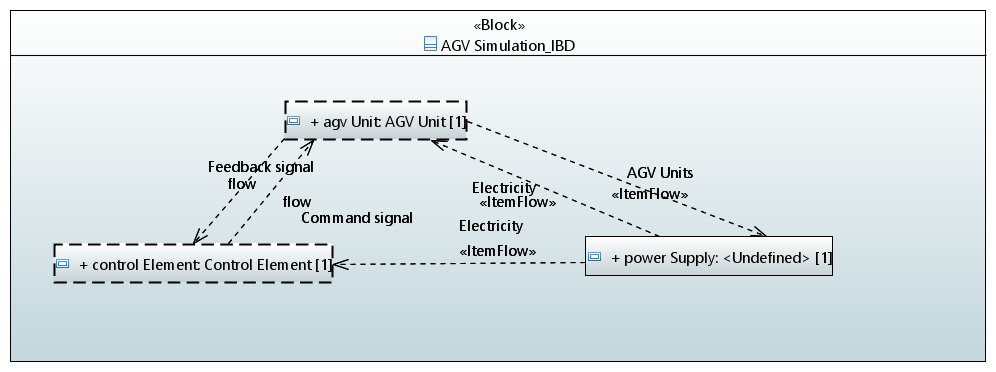 «Block»
AGV Simulation_IBD
+ agv Unit: AGV Unit [1]
Feedback signal
flow
AGV Units
«ItemFlow»
Electricity
«ItemFlow»
flow
Command signal
Electricity
«ItemFlow»
+ control Element: Control Element [1]
+ power Supply: <Undefined> [1]